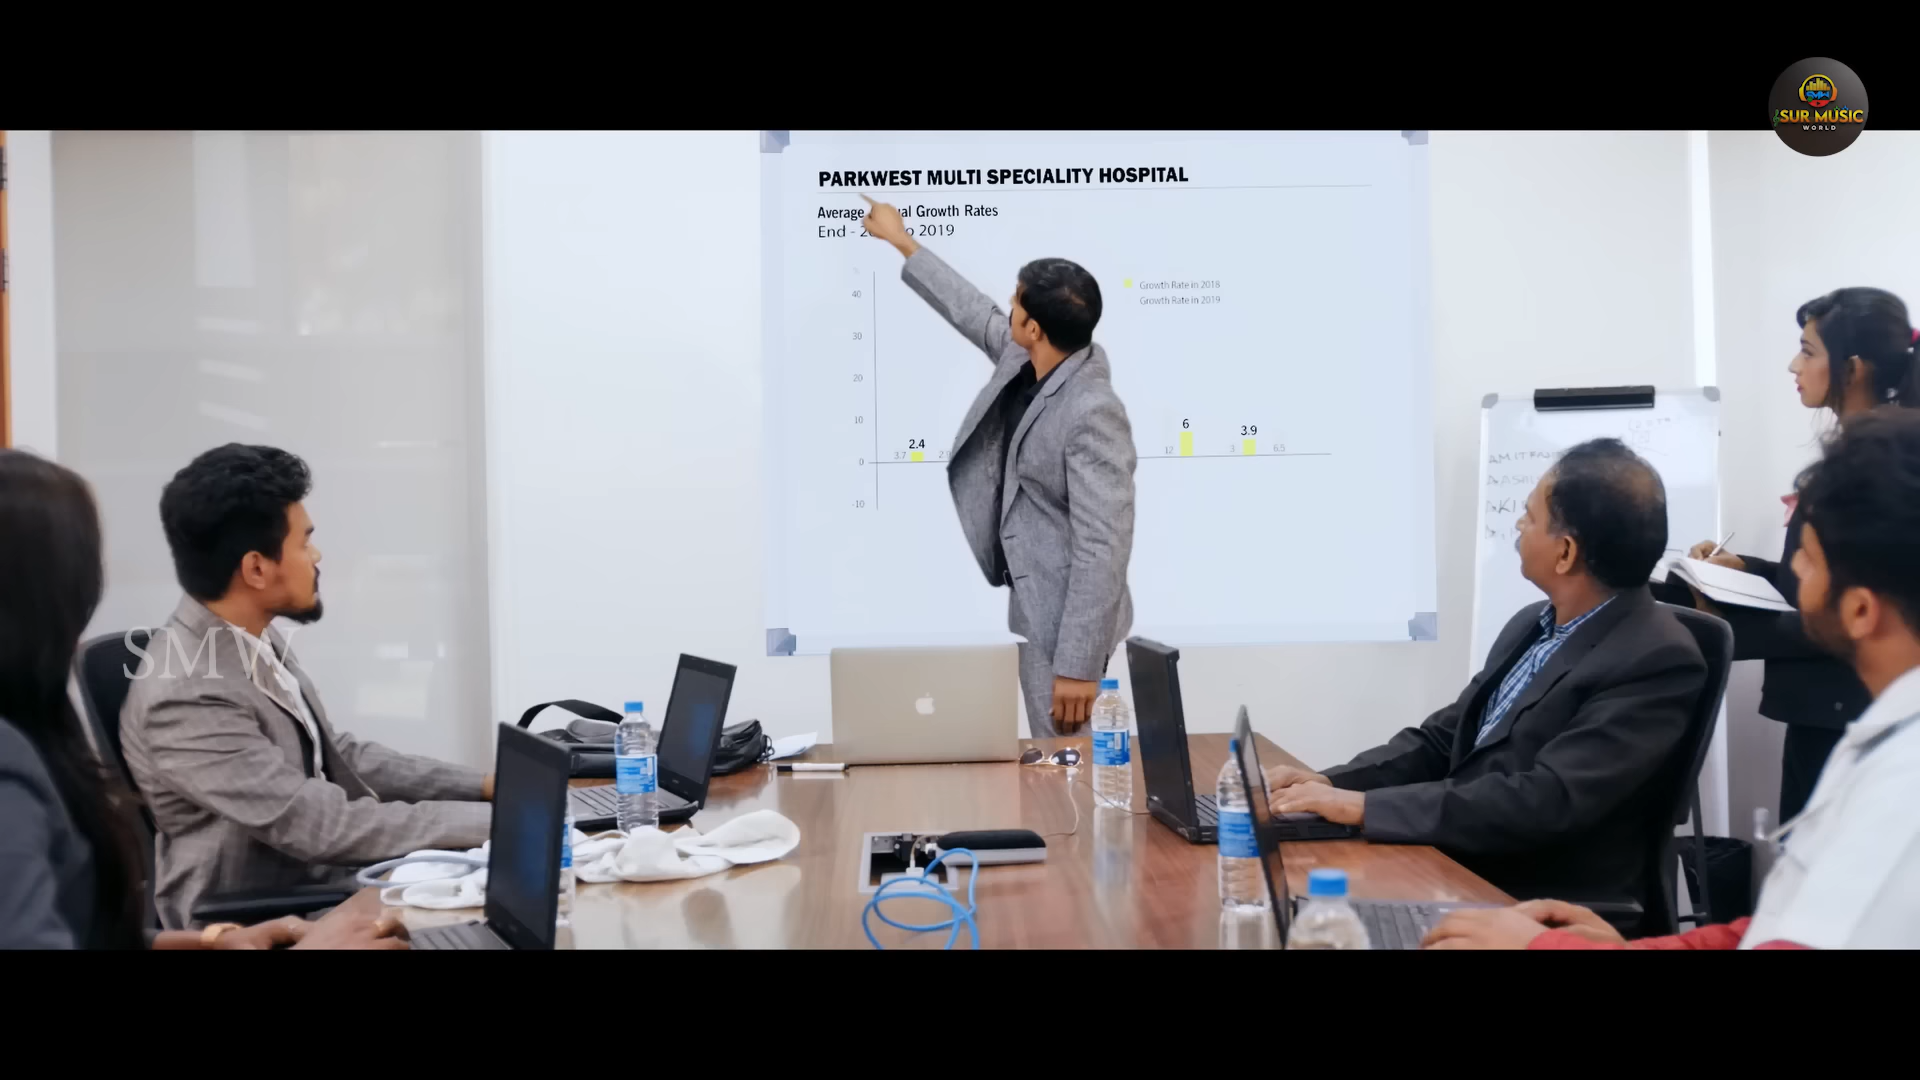 SMW
SUR MUSIC
WORLD
PARKWEST MULTI SPECIALITY HOSPITAL
Average Growth Rates
End - 2019
Growth Rate in 2018
Growth Rate in 2019
40
30
20
10
0
-10
3.7 2.4
12 6 3 3.9 6.5
SMW